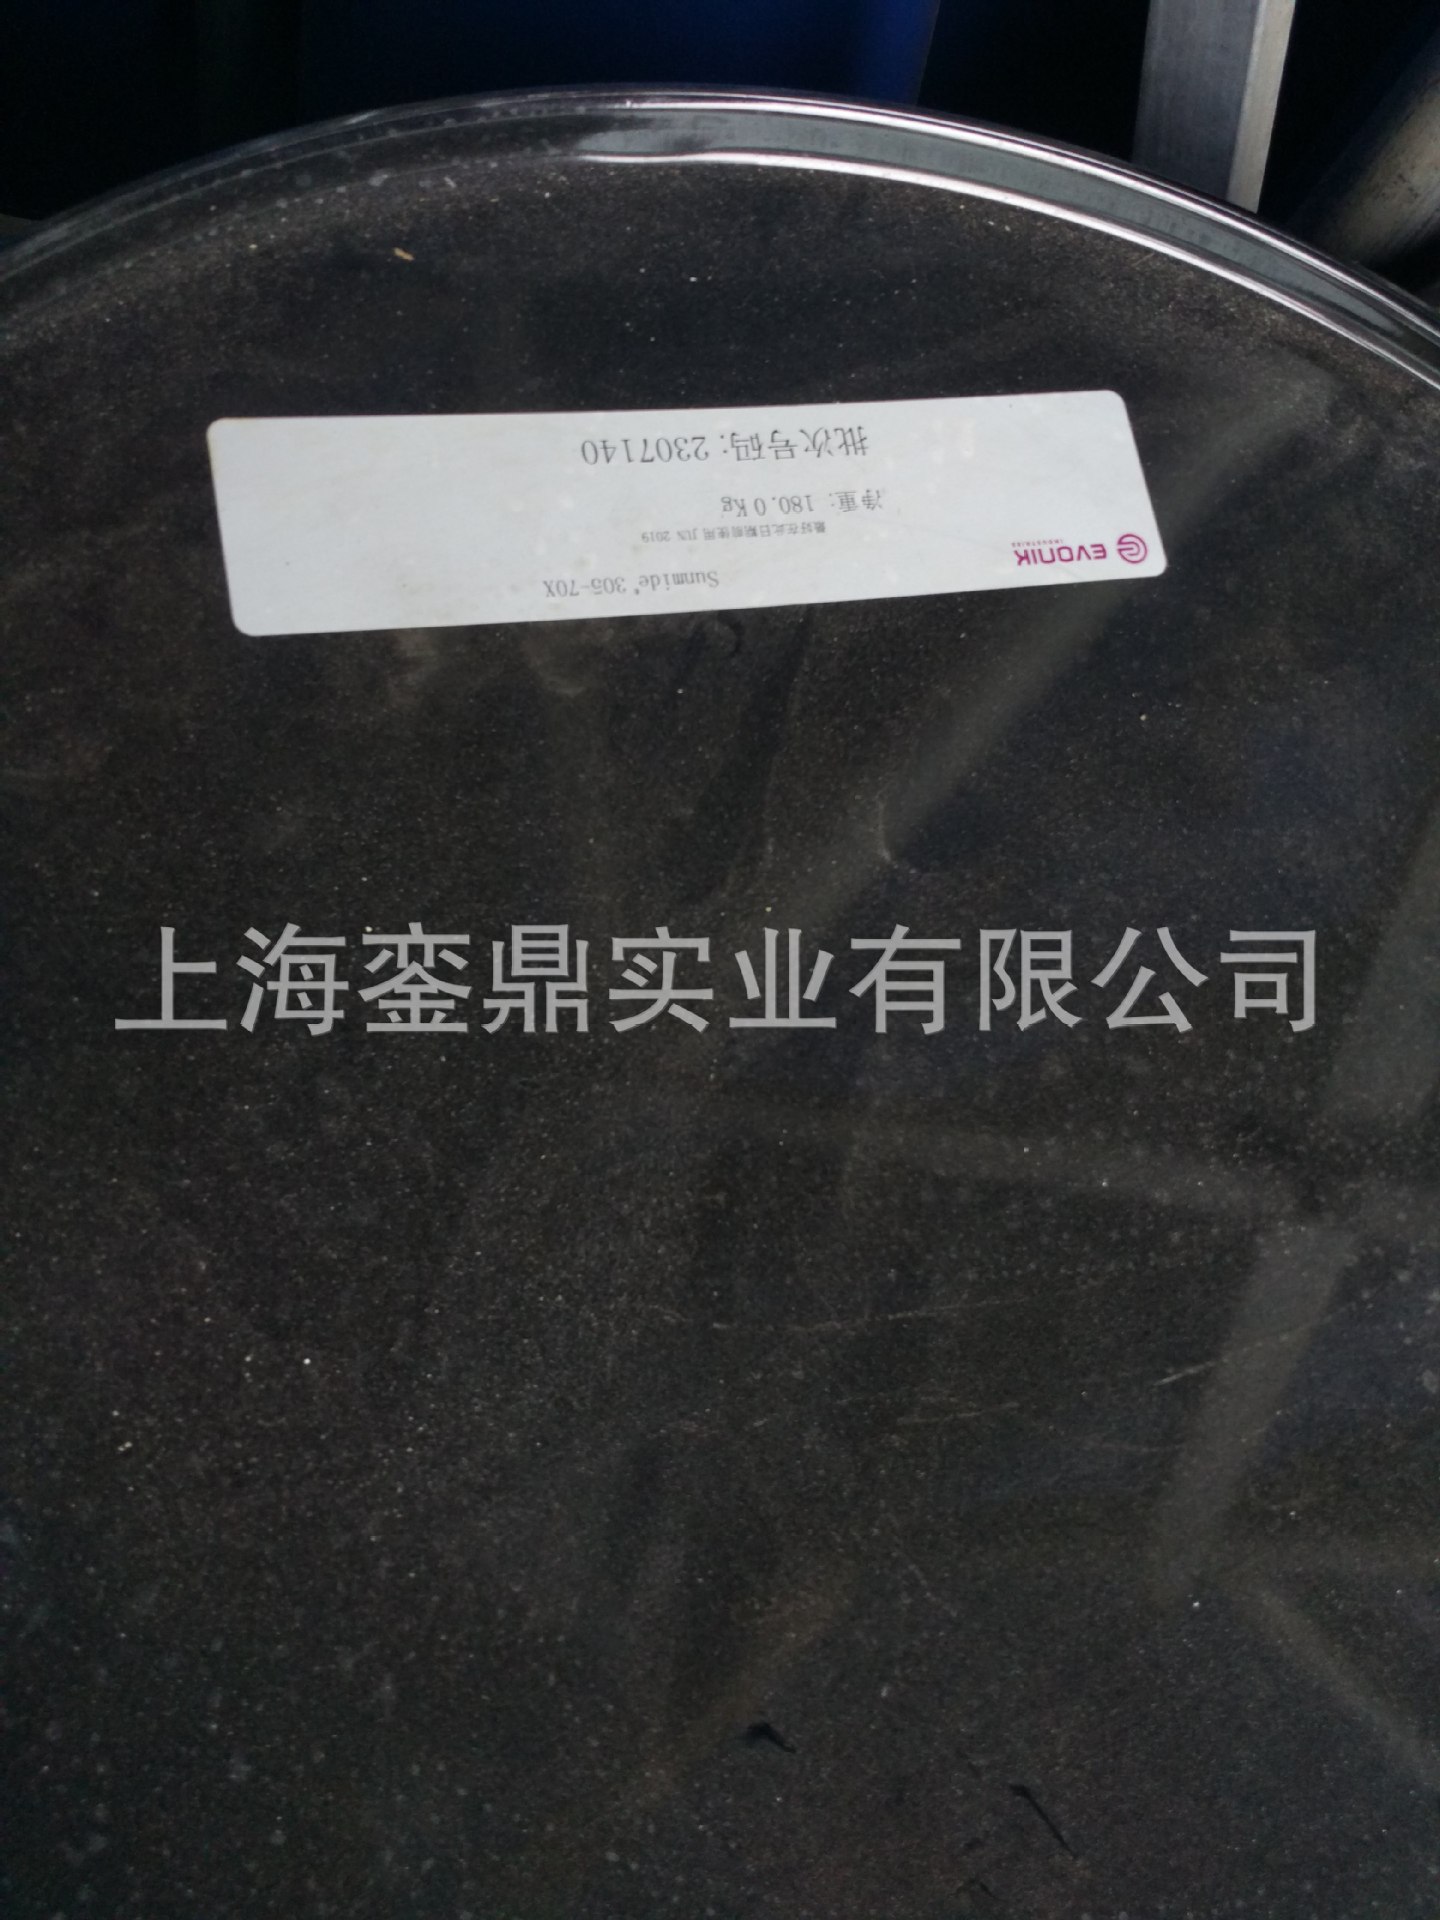 EVONIK
INDUSTRIES
Sunmide® 305-70X
最好在此日期前使用 JUN 2019
净重: 180.0 Kg
批次号码: 2307140
上海銮鼎实业有限公司